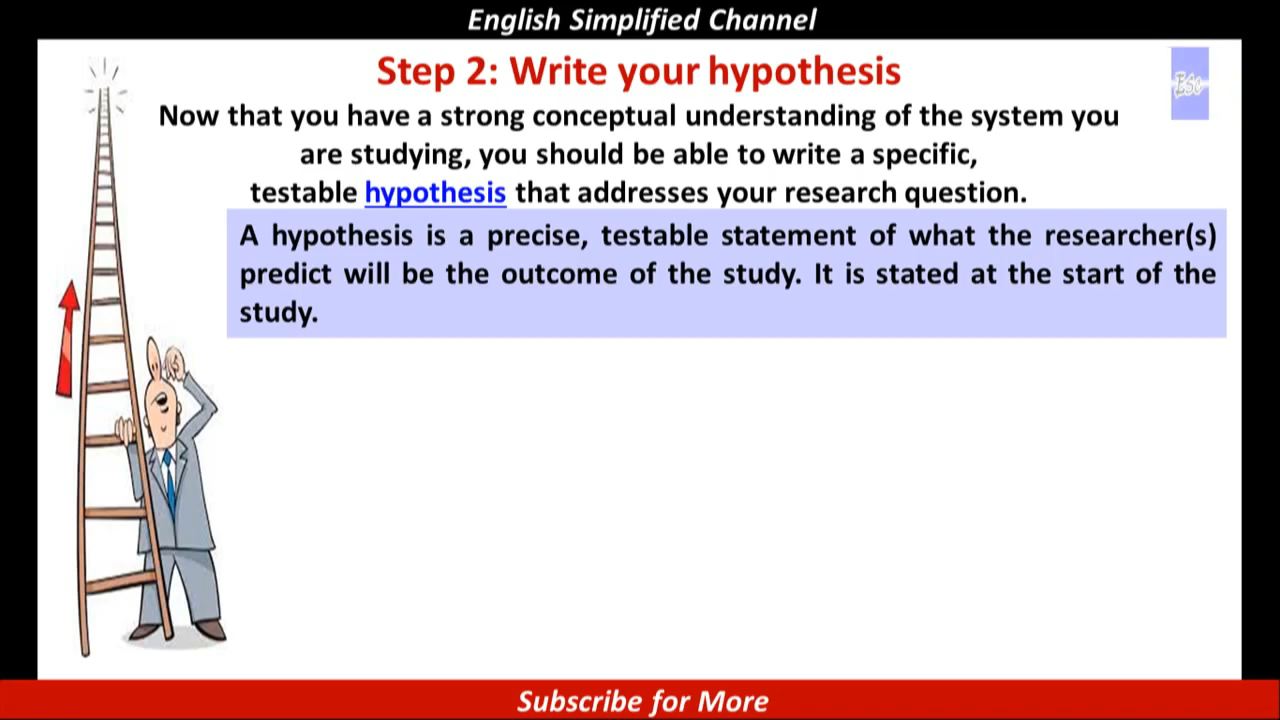 English Simplified Channel
Step 2: Write your hypothesis
Esc
Now that you have a strong conceptual understanding of the system you
are studying, you should be able to write a specific,
testable hypothesis that addresses your research question.
A hypothesis is a precise, testable statement of what the researcher(s)
predict will be the outcome of the study. It is stated at the start of the
study.
Subscribe for More